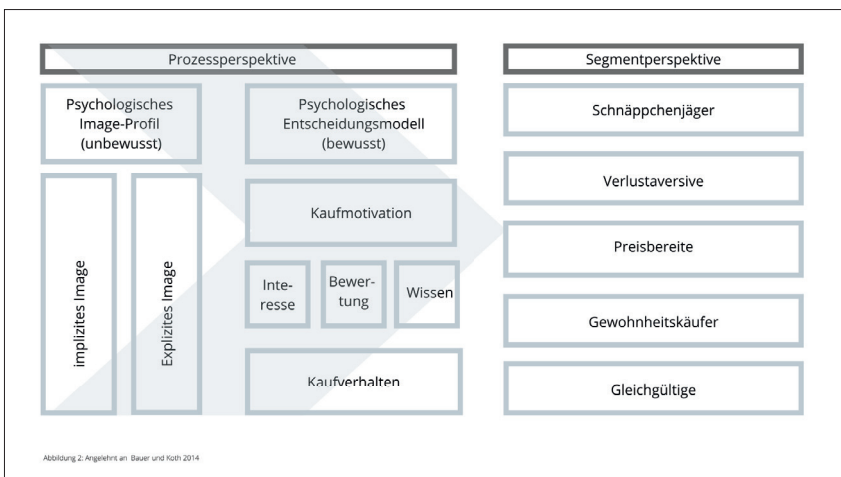 Prozessperspektive
Psychologisches
Image-Profil
(unbewusst)
implizites Image
Explizites Image
Psychologisches
Entscheidungsmodell
(bewusst)
Kaufmotivation
Inte-
resse
Bewer-
tung
Wissen
Kaufverhalten
Segmentperspektive
Schnäppchenjäger
Verlustaversive
Preisbereite
Gewohnheitskäufer
Gleichgültige
Abbildung 2: Angelehnt an Bauer und Koth 2014